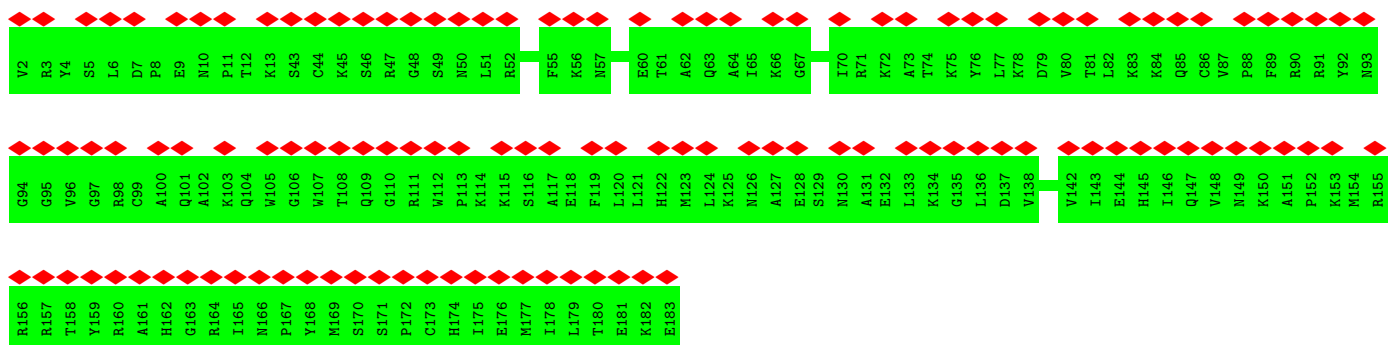 V2 R3 Y4 S5 L6 D7 P8 E9 N10 P11 T12 K13 S43 C44 K45 S46 R47 G48 S49 N50 L51 R52 F55 K56 N57 E60 T61 A62 Q63 A64 I65 K66 G67 I70 R71 K72 A73 T74 K75 Y76 L77 K78 D79 V80 T81 L82 K83 K84 Q85 C86 V87 P88 F89 R90 R91 Y92 N93
G94 G95 V96 G97 R98 C99 A100 Q101 A102 K103 Q104 W105 G106 W107 T108 Q109 G110 R111 W112 P113 K114 K115 S116 A117 E118 F119 L120 L121 H122 M123 L124 K125 N126 A127 E128 S129 N130 A131 E132 L133 K134 G135 L136 D137 V138 V142 I143 E144 H145 I146 Q147 V148 N149 K150 A151 P152 K153 M154 R155
R156 R157 T158 Y159 R160 A161 H162 G163 R164 I165 N166 P167 Y168 M169 S170 S171 P172 C173 H174 I175 E176 M177 I178 L179 T180 E181 K182 E183